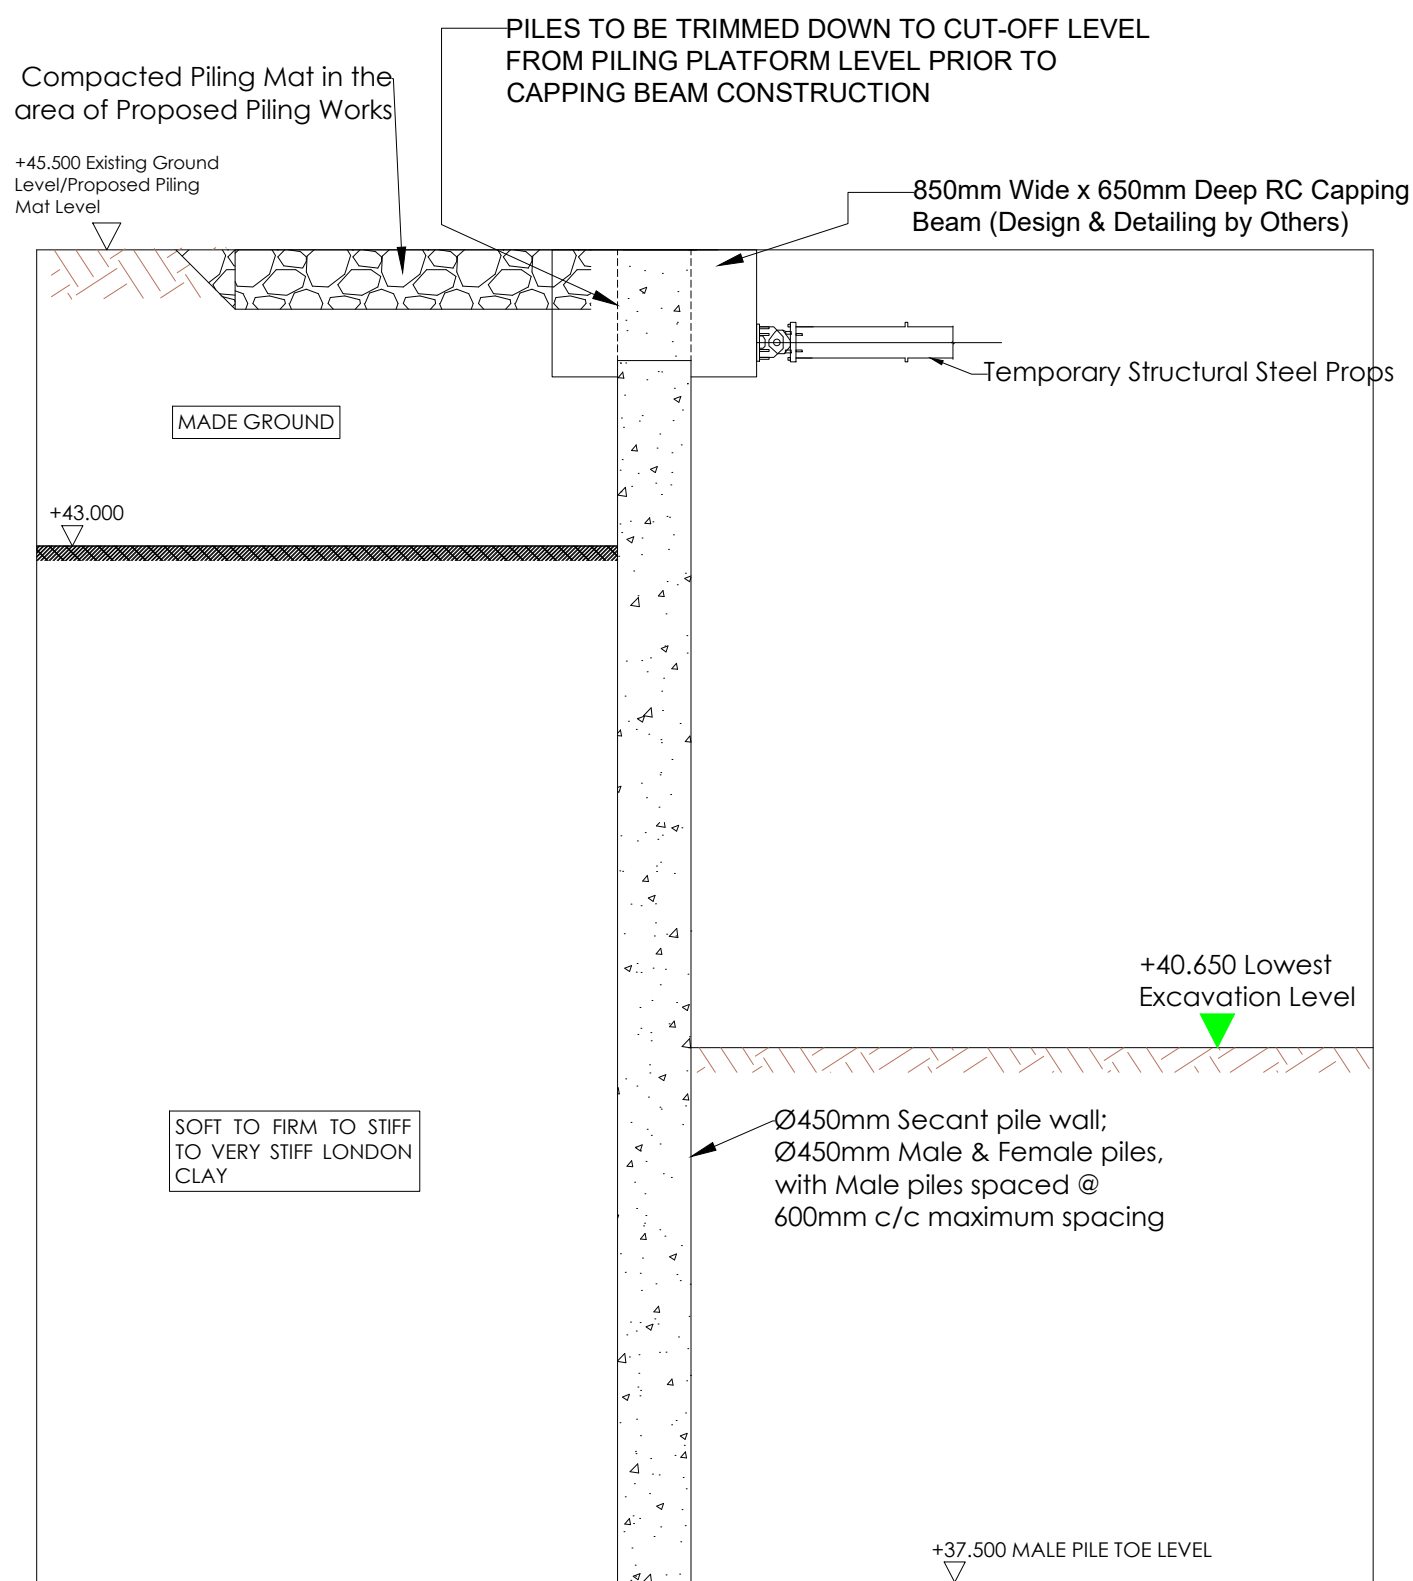 PILES TO BE TRIMMED DOWN TO CUT-OFF LEVEL
FROM PILING PLATFORM LEVEL PRIOR TO
CAPPING BEAM CONSTRUCTION
Compacted Piling Mat in the
area of Proposed Piling Works
+45.500 Existing Ground
Level/Proposed Piling
Mat Level
850mm Wide x 650mm Deep RC Capping
Beam (Design & Detailing by Others)
Temporary Structural Steel Props
MADE GROUND
+43.000
+40.650 Lowest
Excavation Level
SOFT TO FIRM TO STIFF
TO VERY STIFF LONDON
CLAY
Ø450mm Secant pile wall;
Ø450mm Male & Female piles,
with Male piles spaced @
600mm c/c maximum spacing
+37.500 MALE PILE TOE LEVEL